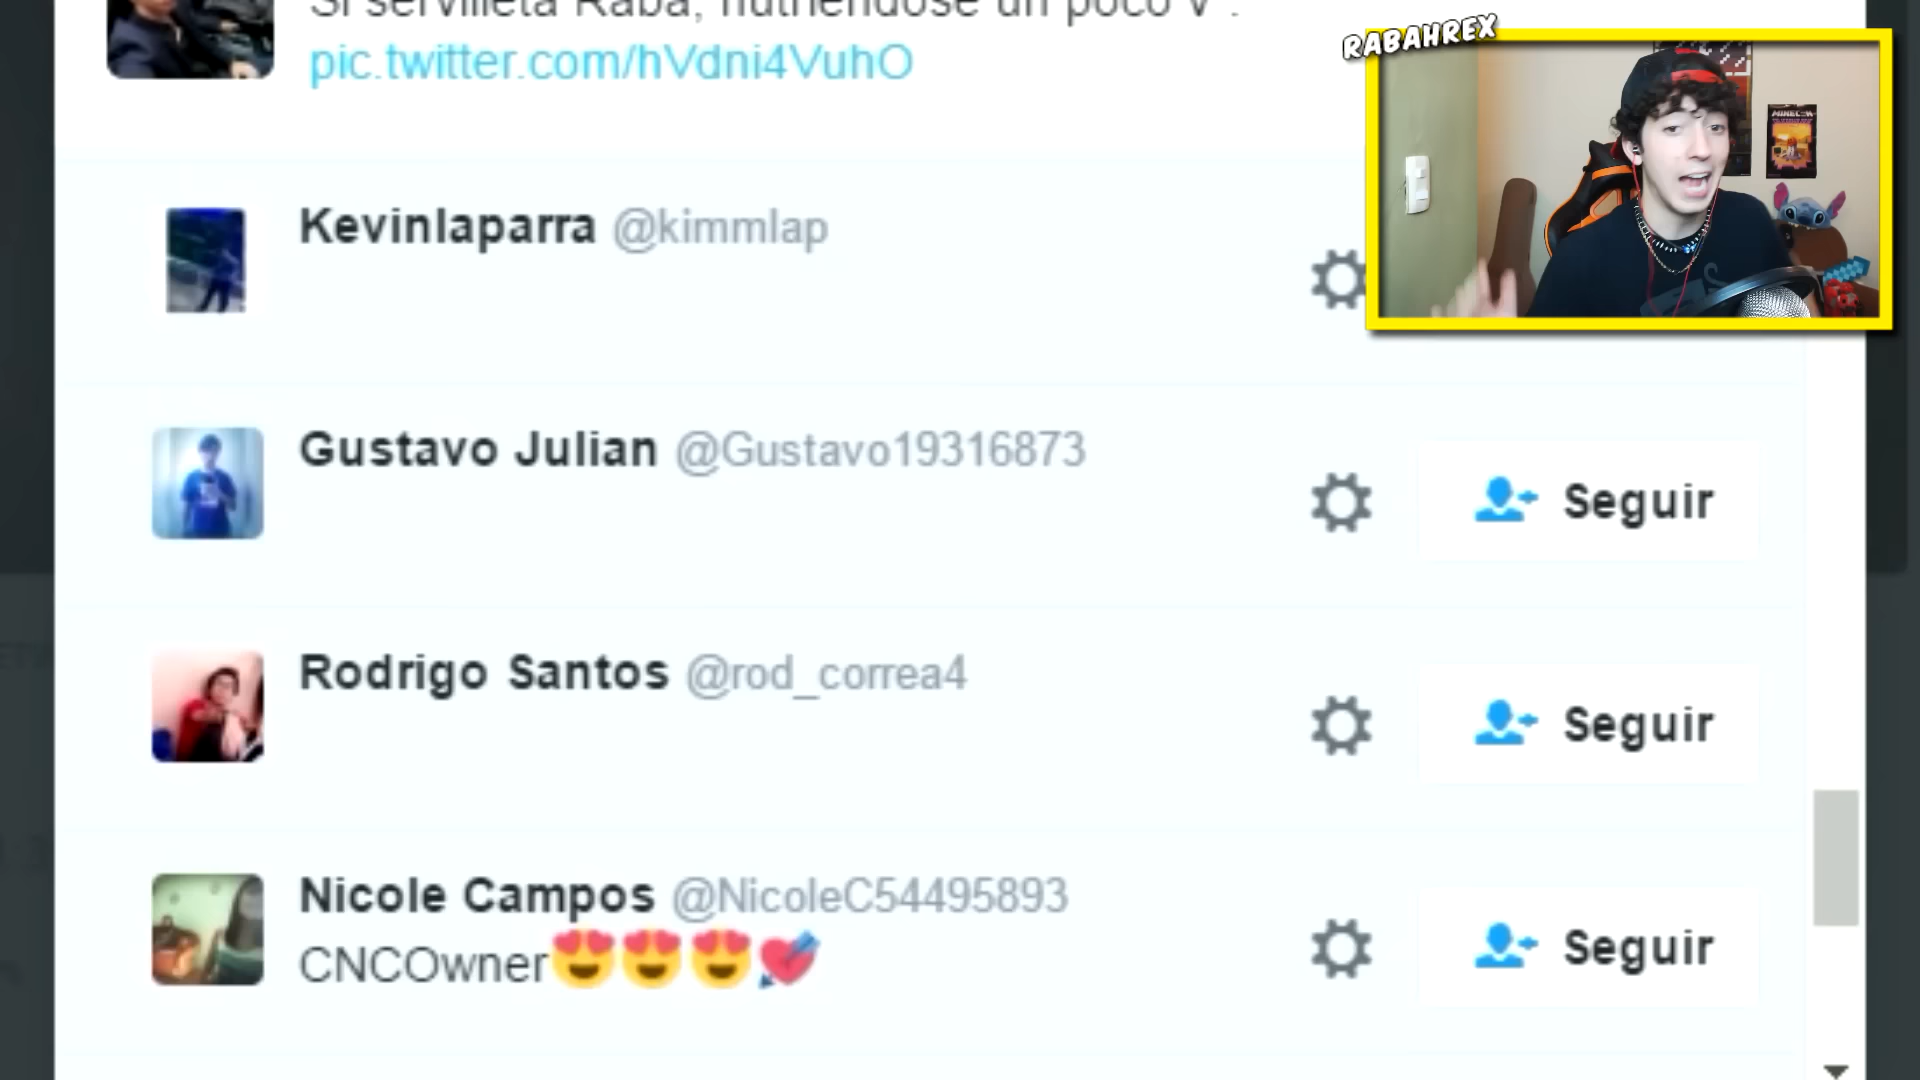 Si servilleta Raba, nutriendose un poco v :
pic.twitter.com/hVdni4VuhO
RABAHREX
MINECON
Kevinlaparra @kimmlap
Gustavo Julian @Gustavo19316873
Seguir
Rodrigo Santos @rod_correa4
Seguir
Nicole Campos @NicoleC54495893
CNCOwner😍😍😍💘
Seguir